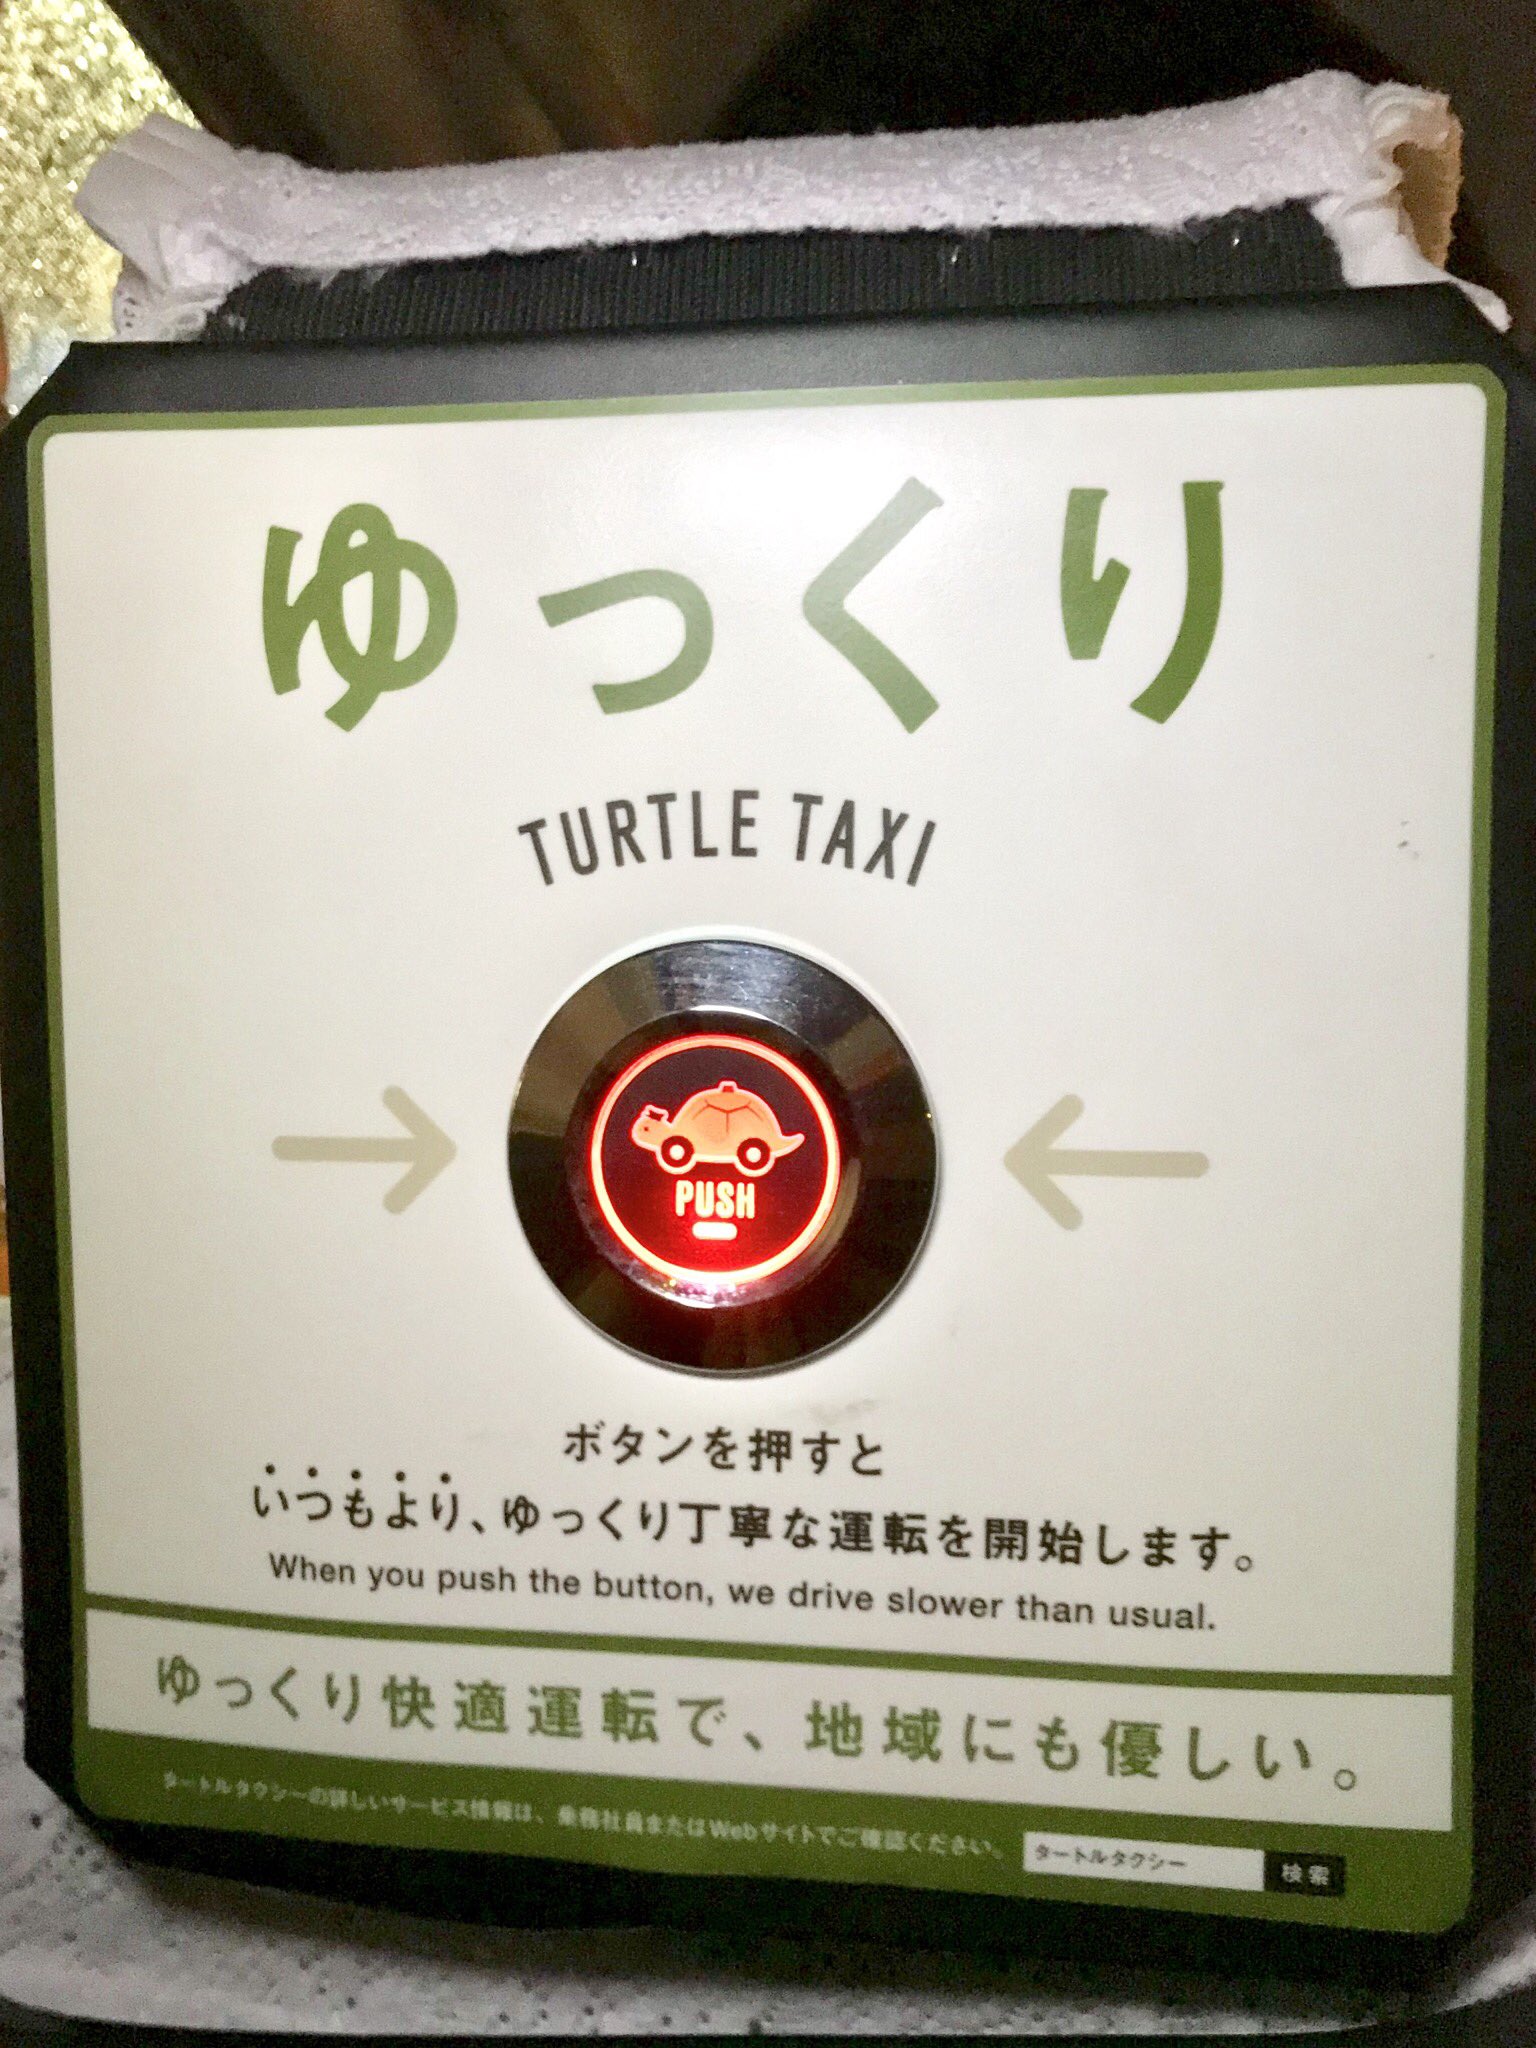 ゆっくり
TURTLE TAXI
PUSH
ボタンを押すと
いつもより、ゆっくり丁寧な運転を開始します。
When you push the button, we drive slower than usual.
ゆっくり快適運転で、地域にも優しい。
タートルタクシーの詳しいサービス情報は、乗務社員またはWebサイトでご確認ください。
タートルタクシー 検索